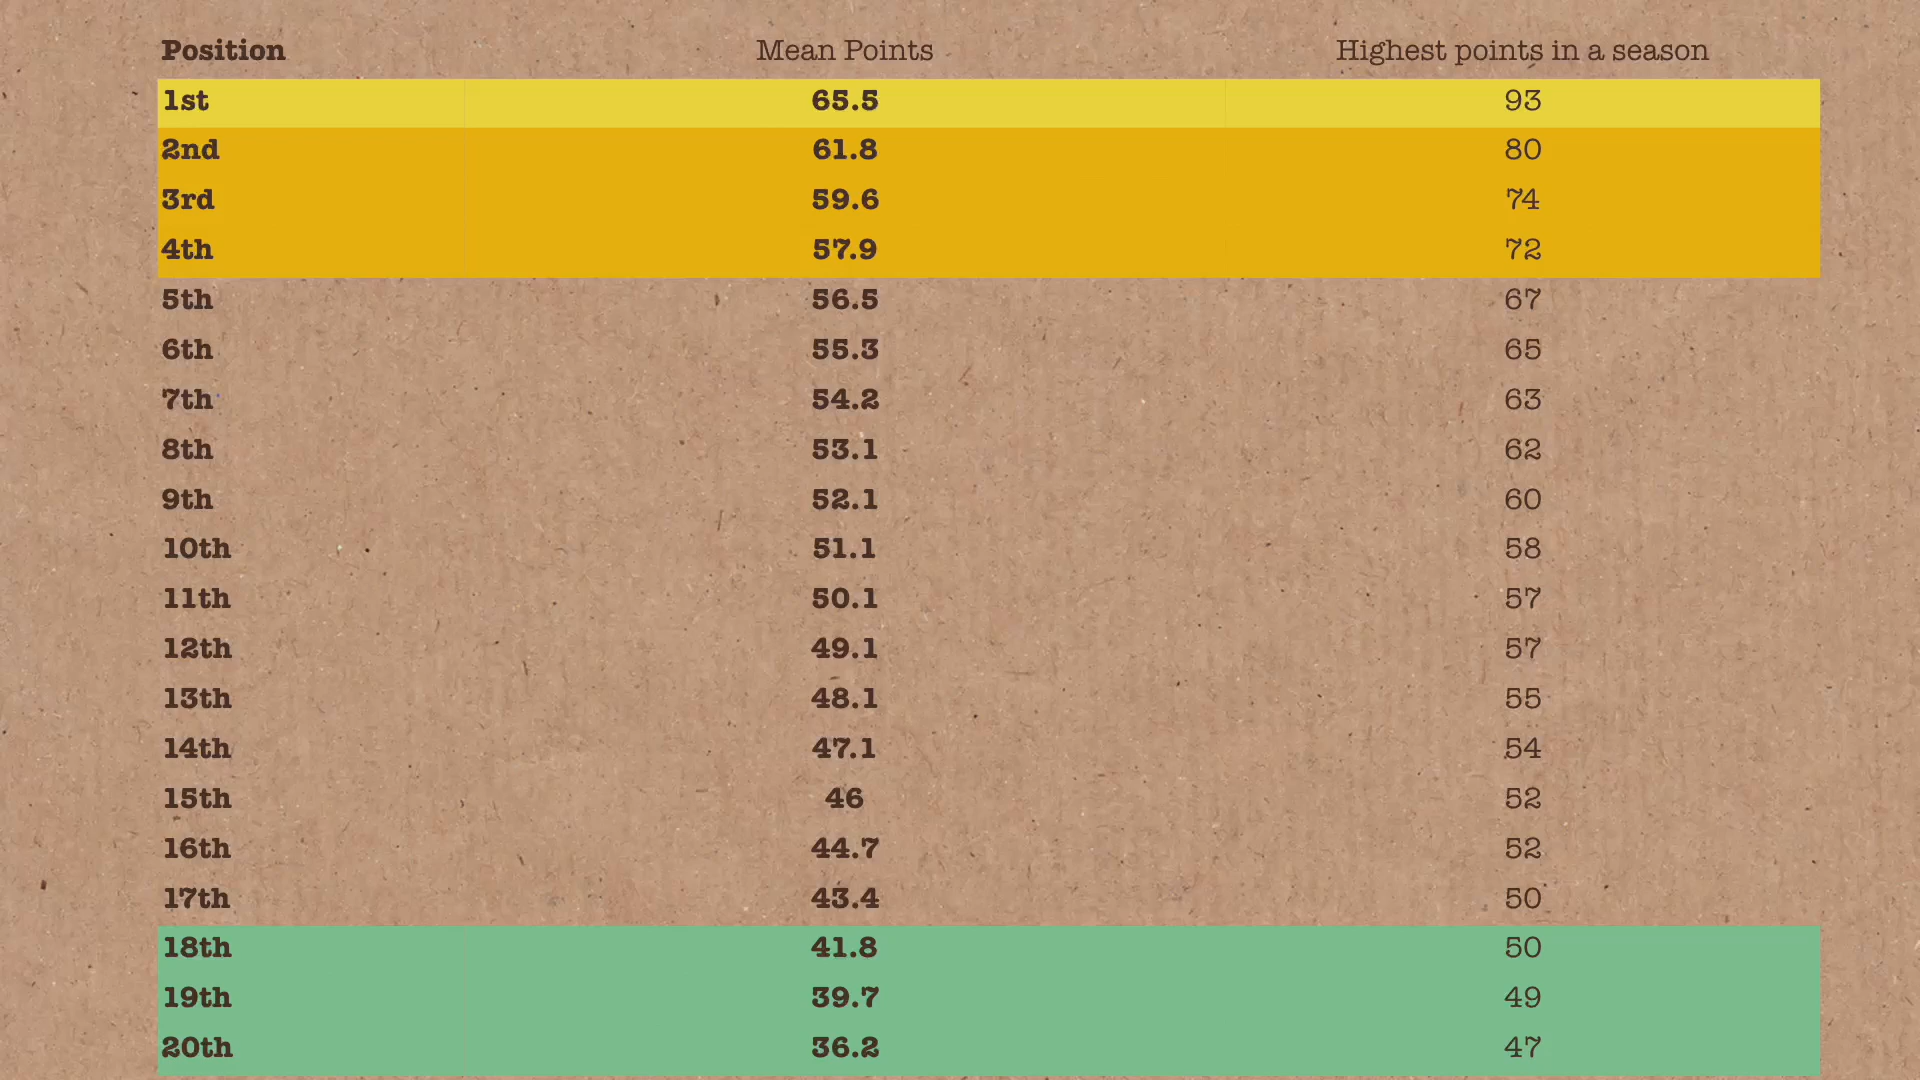 Position Mean Points Highest points in a season
1st 65.5 93
2nd 61.8 80
3rd 59.6 74
4th 57.9 72
5th 56.5 67
6th 55.3 65
7th 54.2 63
8th 53.1 62
9th 52.1 60
10th 51.1 58
11th 50.1 57
12th 49.1 57
13th 48.1 55
14th 47.1 54
15th 46 52
16th 44.7 52
17th 43.4 50
18th 41.8 50
19th 39.7 49
20th 36.2 47